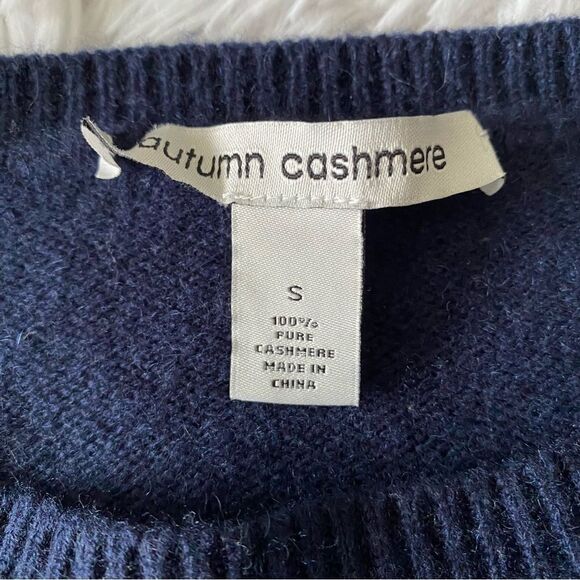 autumn cashmere
S
100%
PURE
CASHMERE
MADE IN
CHINA